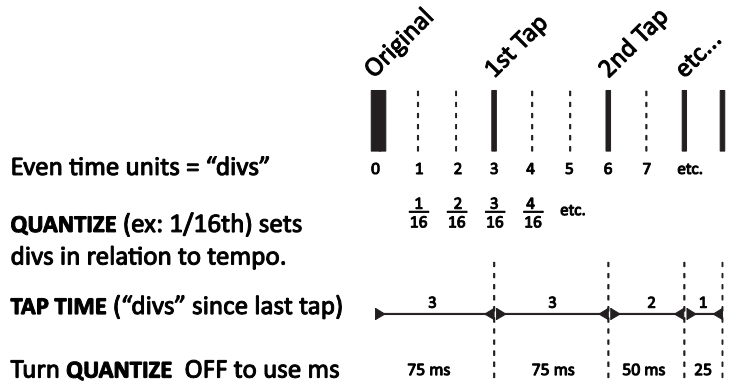 Original 1st Tap 2nd Tap etc...
Even time units = “divs” 0 1 2 3 4 5 6 7 etc.
QUANTIZE (ex: 1/16th) sets 1/16 2/16 3/16 4/16 etc.
divs in relation to tempo.
TAP TIME (“divs” since last tap) 3 3 2 1
Turn QUANTIZE OFF to use ms 75 ms 75 ms 50 ms 25